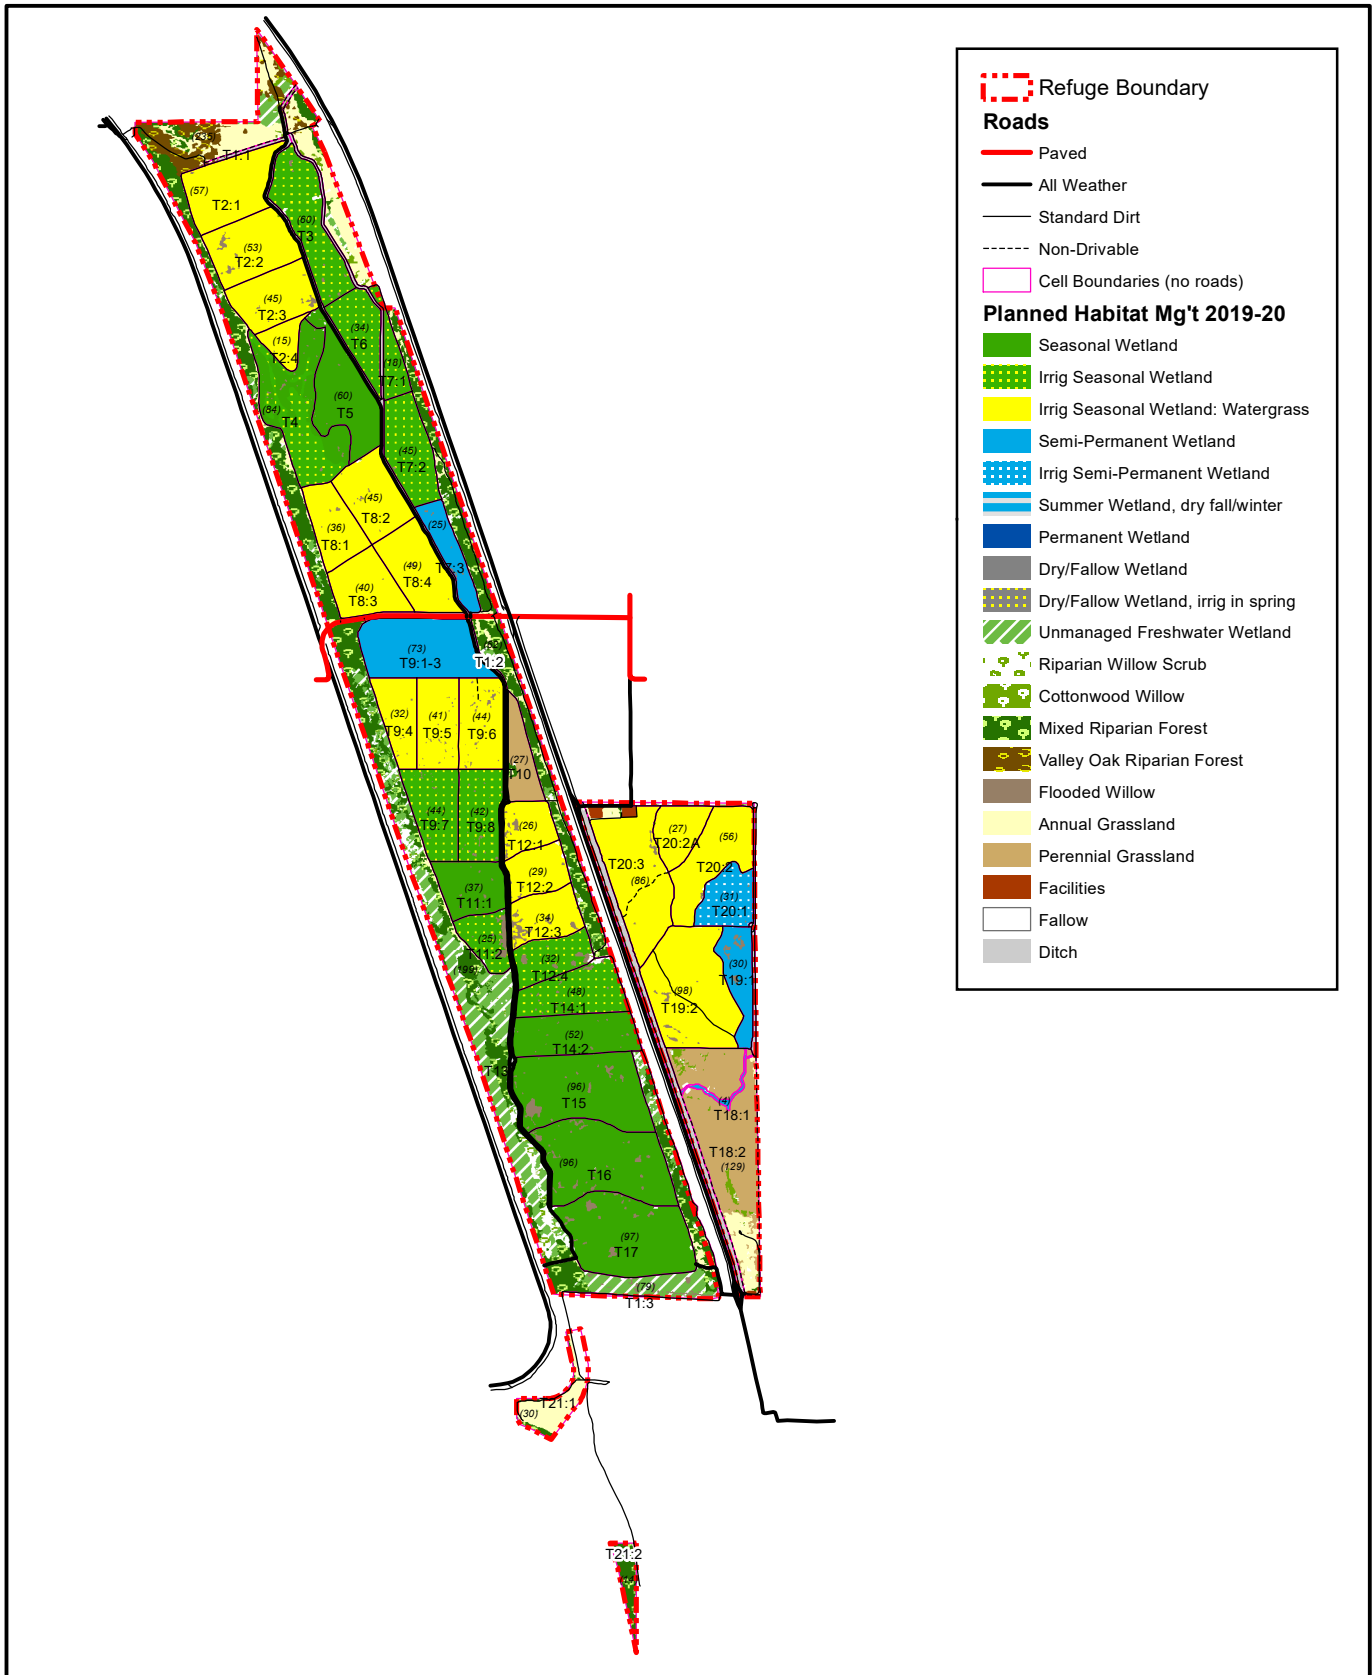 Refuge Boundary
Roads
Paved
All Weather
Standard Dirt
Non-Drivable
Cell Boundaries (no roads)
Planned Habitat Mg't 2019-20
Seasonal Wetland
Irrig Seasonal Wetland
Irrig Seasonal Wetland: Watergrass
Semi-Permanent Wetland
Irrig Semi-Permanent Wetland
Summer Wetland, dry fall/winter
Permanent Wetland
Dry/Fallow Wetland
Dry/Fallow Wetland, irrig in spring
Unmanaged Freshwater Wetland
Riparian Willow Scrub
Cottonwood Willow
Mixed Riparian Forest
Valley Oak Riparian Forest
Flooded Willow
Annual Grassland
Perennial Grassland
Facilities
Fallow
Ditch
T1:1
(57)
T2:1
(60)
T3
(53)
T2:2
(45)
T2:3
(15)
T2:4
(34)
T6
(18)
T7:1
(60)
T5
(84)
T4
(45)
T7:2
(45)
T8:2
(36)
T8:1
(25)
T7:3
(49)
T8:4
(40)
T8:3
(73)
T9:1-3
T1:2
(32)
T9:4
(41)
T9:5
(44)
T9:6
(27)
T10
(44)
T9:7
(42)
T9:8
(26)
T12:1
(29)
T12:2
(37)
T11:1
(34)
T12:3
(25)
T11:2
(199)
(32)
T12:4
(48)
T14:1
(52)
T14:2
T13
(96)
T15
(96)
T16
(97)
T17
(79)
T1:3
(27)
T20:2A
(56)
T20:2
T20:3
(86)
(31)
T20:1
(30)
T19:1
(98)
T19:2
(4)
T18:1
T18:2
(129)
T21:1
(30)
T21:2